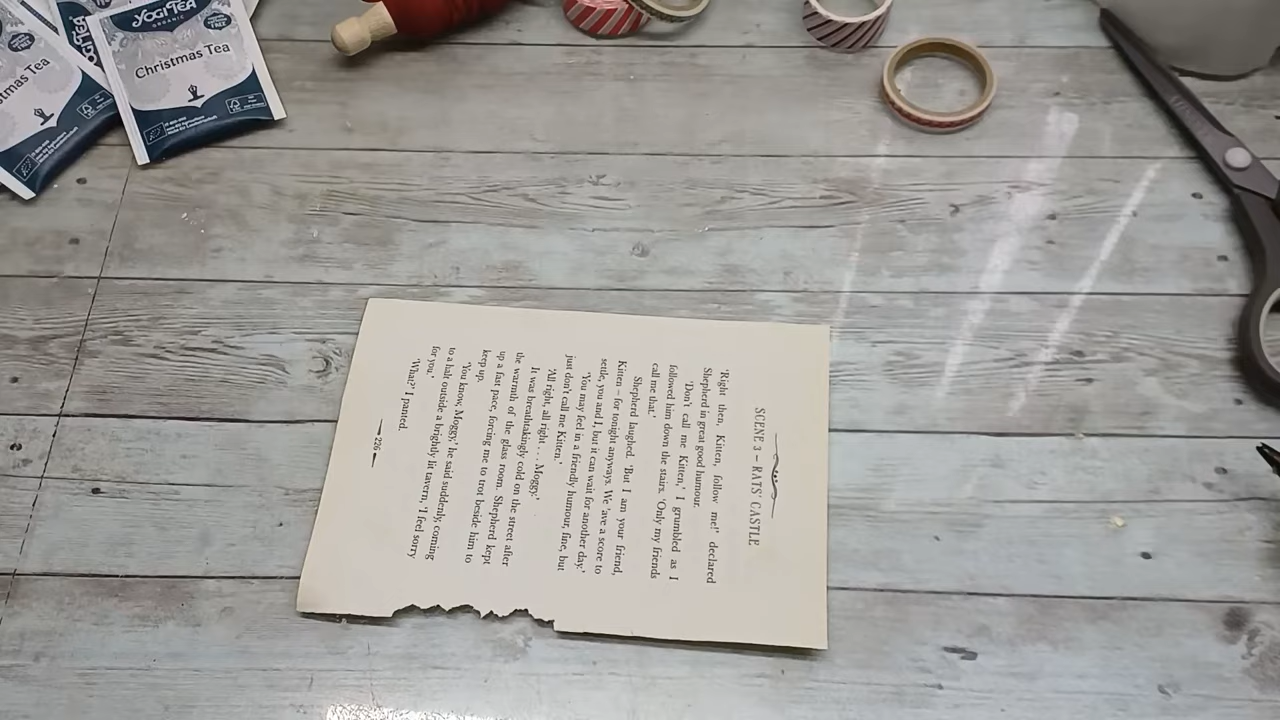 YOGI TEA
ORGANIC
Christmas Tea
stmas Tea
SCENE 3 – RATS' CASTLE
'Right then, Kitten, follow me!' declared
Shepherd in great good humour.
'Don't call me Kitten,' I grumbled as I
followed him down the stairs. 'Only my friends
call me that.'
Shepherd laughed. 'But I am your friend,
Kitten – for tonight anyways. We 'ave a score to
settle, you and I, but it can wait for another day.'
'You may feel in a friendly humour, fine, but
just don't call me Kitten.'
'All right, all right . . . Moggy.'
It was breathtakingly cold on the street after
the warmth of the glass room. Shepherd kept
up a fast pace, forcing me to trot beside him to
keep up.
'You know, Moggy,' he said suddenly, coming
to a halt outside a brightly lit tavern, 'I feel sorry
for you.'
'What?' I panted.
226